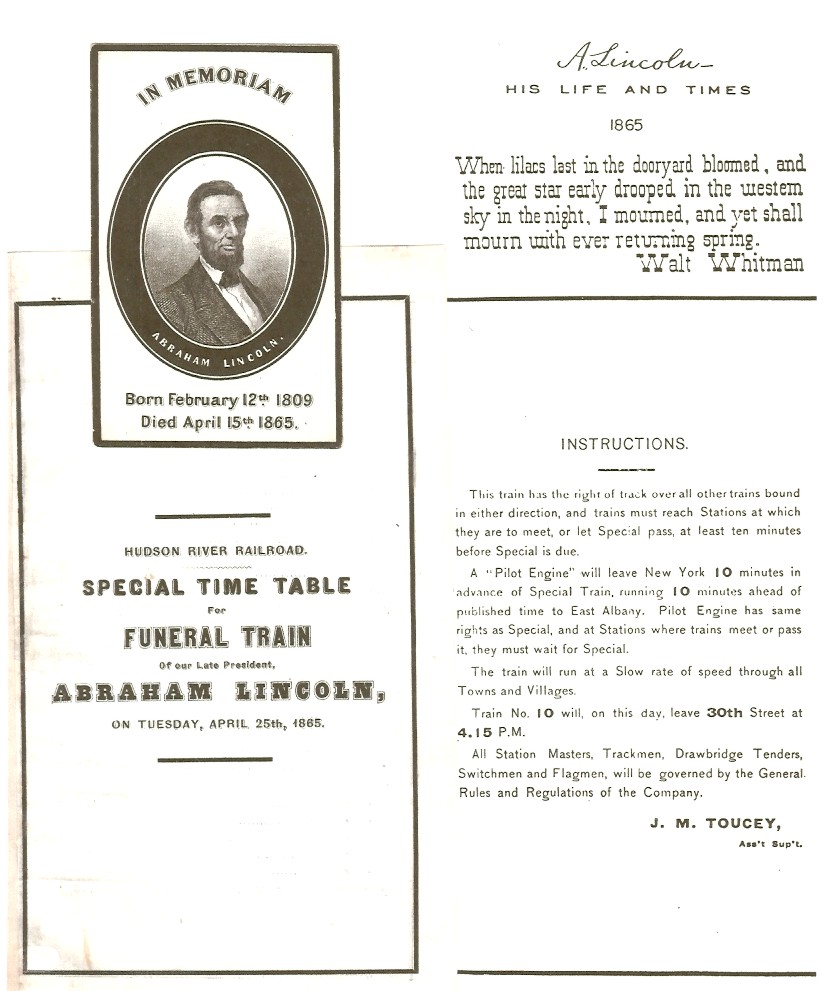 IN MEMORIAM
ABRAHAM LINCOLN.
Born February 12th 1809
Died April 15th 1865.
HUDSON RIVER RAILROAD.
SPECIAL TIME TABLE
For
FUNERAL TRAIN
Of our Late President,
ABRAHAM LINCOLN,
ON TUESDAY, APRIL 25th, 1865.
A. Lincoln
HIS LIFE AND TIMES
1865
When lilacs last in the dooryard bloomed, and
the great star early drooped in the western
sky in the night, I mourned, and yet shall
mourn with ever returning spring.
Walt Whitman
INSTRUCTIONS.
This train has the right of track over all other trains bound
in either direction, and trains must reach Stations at which
they are to meet, or let Special pass, at least ten minutes
before Special is due.
A "Pilot Engine" will leave New York 10 minutes in
advance of Special Train, running 10 minutes ahead of
published time to East Albany. Pilot Engine has same
rights as Special, and at Stations where trains meet or pass
it, they must wait for Special.
The train will run at a Slow rate of speed through all
Towns and Villages.
Train No. 10 will, on this day, leave 30th Street at
4.15 P.M.
All Station Masters, Trackmen, Drawbridge Tenders,
Switchmen and Flagmen, will be governed by the General
Rules and Regulations of the Company.
J. M. TOUCEY,
Ass't Sup't.